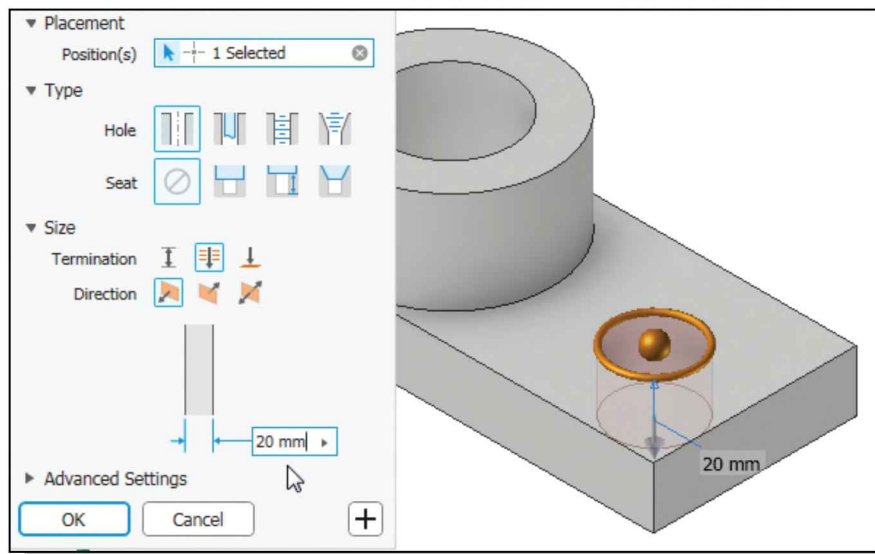 Placement
Position(s) 1 Selected
Type
Hole
Seat
Size
Termination
Direction
20 mm
20 mm
Advanced Settings
OK Cancel +